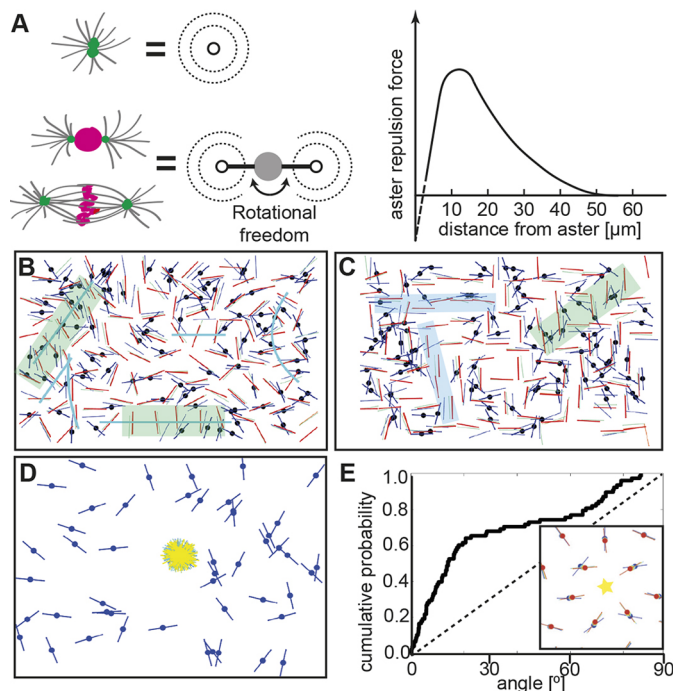 A
=
=
Rotational
freedom
aster repulsion force
10 20 30 40 50 60
distance from aster [μm]
B
C
D
E
cumulative probability
1.0
0.8
0.6
0.4
0.2
0.0
0 30 60 90
angle [º]